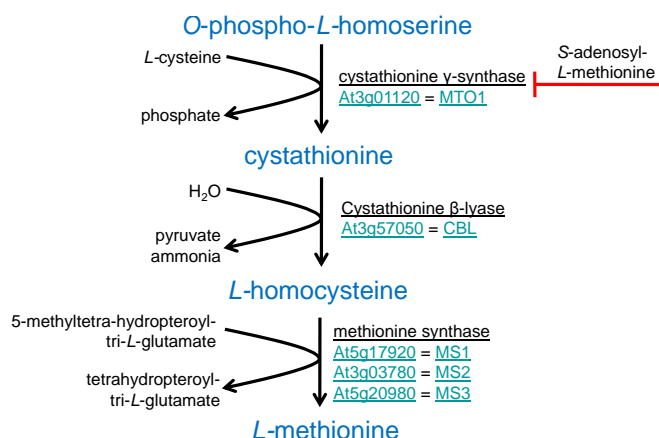 O-phospho-L-homoserine
L-cysteine
phosphate
cystathionine γ-synthase
At3g01120 = MTO1
S-adenosyl-
L-methionine
cystathionine
H₂O
pyruvate
ammonia
Cystathionine β-lyase
At3g57050 = CBL
L-homocysteine
5-methyltetra-hydropteroyl-
tri-L-glutamate
tetrahydropteroyl-
tri-L-glutamate
methionine synthase
At5g17920 = MS1
At3g03780 = MS2
At5g20980 = MS3
L-methionine